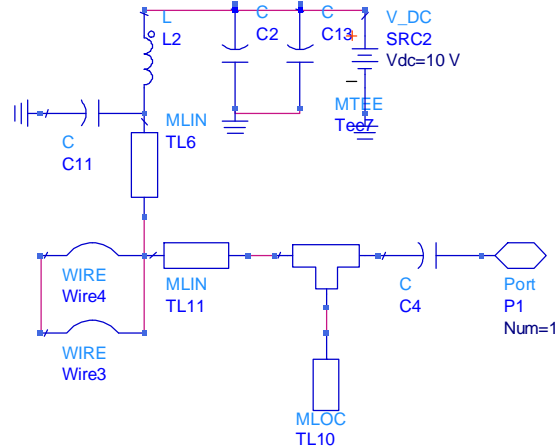 L
L2
C
C2
C
C13
V_DC
SRC2
Vdc=10 V
+
−
C
C11
MLIN
TL6
MTEE
Tee7
WIRE
Wire4
MLIN
TL11
C
C4
Port
P1
Num=1
WIRE
Wire3
MLOC
TL10